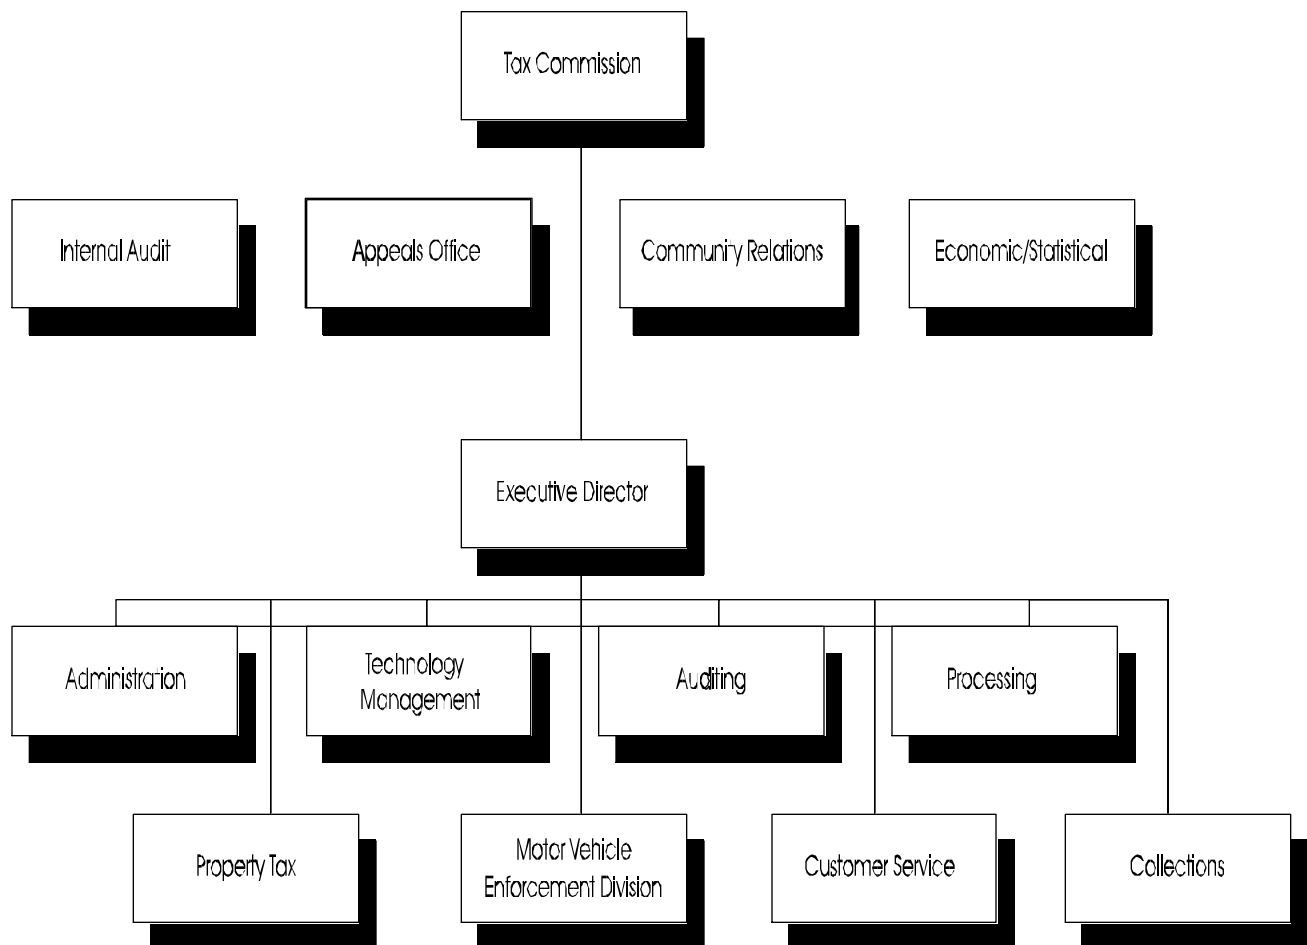 Tax Commission
Internal Audit
Appeals Office
Community Relations
Economic/Statistical
Executive Director
Administration
Technology
Management
Auditing
Processing
Property Tax
Motor Vehicle
Enforcement Division
Customer Service
Collections